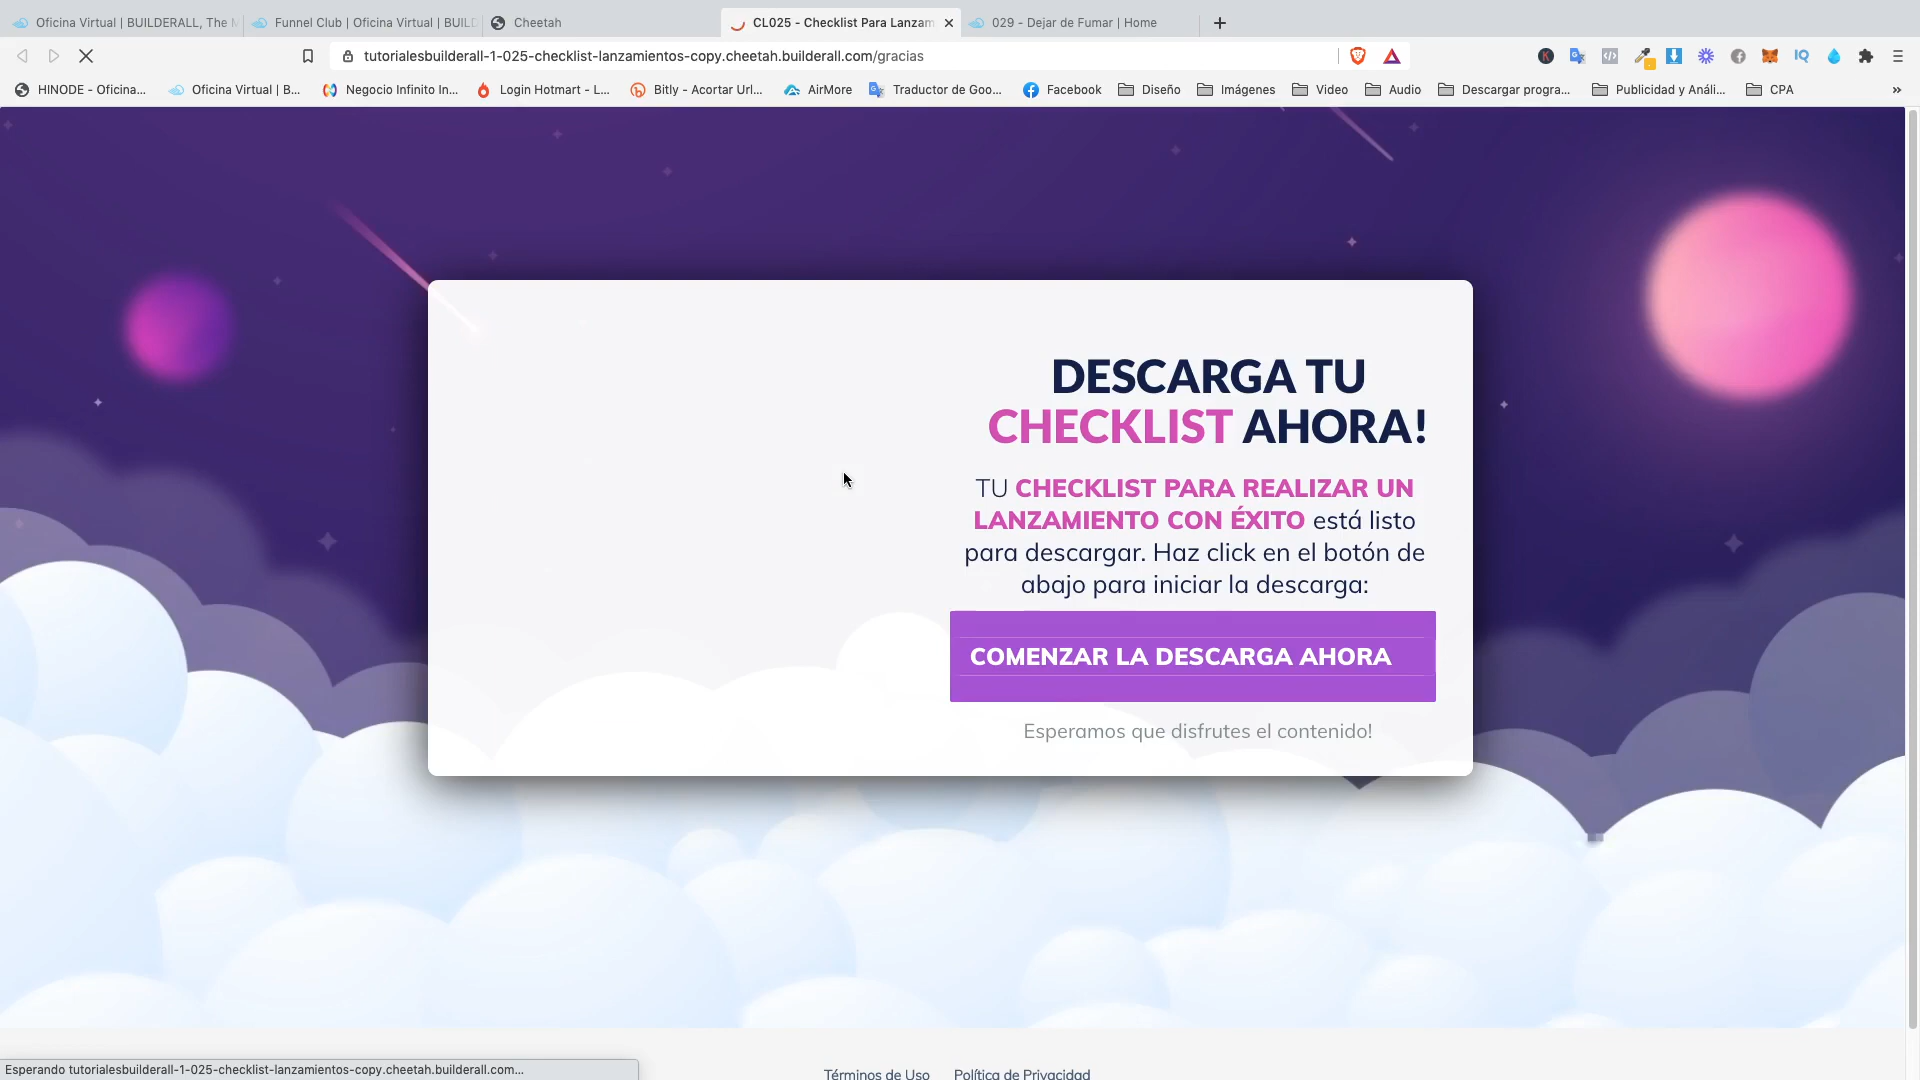 Oficina Virtual | BUILDERALL, The M
Funnel Club | Oficina Virtual | BUILD
Cheetah
CL025 - Checklist Para Lanzam
029 - Dejar de Fumar | Home
tutorialesbuilderall-1-025-checklist-lanzamientos-copy.cheetah.builderall.com/gracias
HINODE - Oficina...
Oficina Virtual | B...
Negocio Infinito In...
Login Hotmart - L...
Bitly - Acortar Url...
AirMore
Traductor de Goo...
Facebook
Diseño
Imágenes
Video
Audio
Descargar progra...
Publicidad y Análi...
CPA
»
DESCARGA TU
CHECKLIST AHORA!
TU CHECKLIST PARA REALIZAR UN
LANZAMIENTO CON ÉXITO está listo
para descargar. Haz click en el botón de
abajo para iniciar la descarga:
COMENZAR LA DESCARGA AHORA
Esperamos que disfrutes el contenido!
Esperando tutorialesbuilderall-1-025-checklist-lanzamientos-copy.cheetah.builderall.com...
Términos de Uso
Política de Privacidad